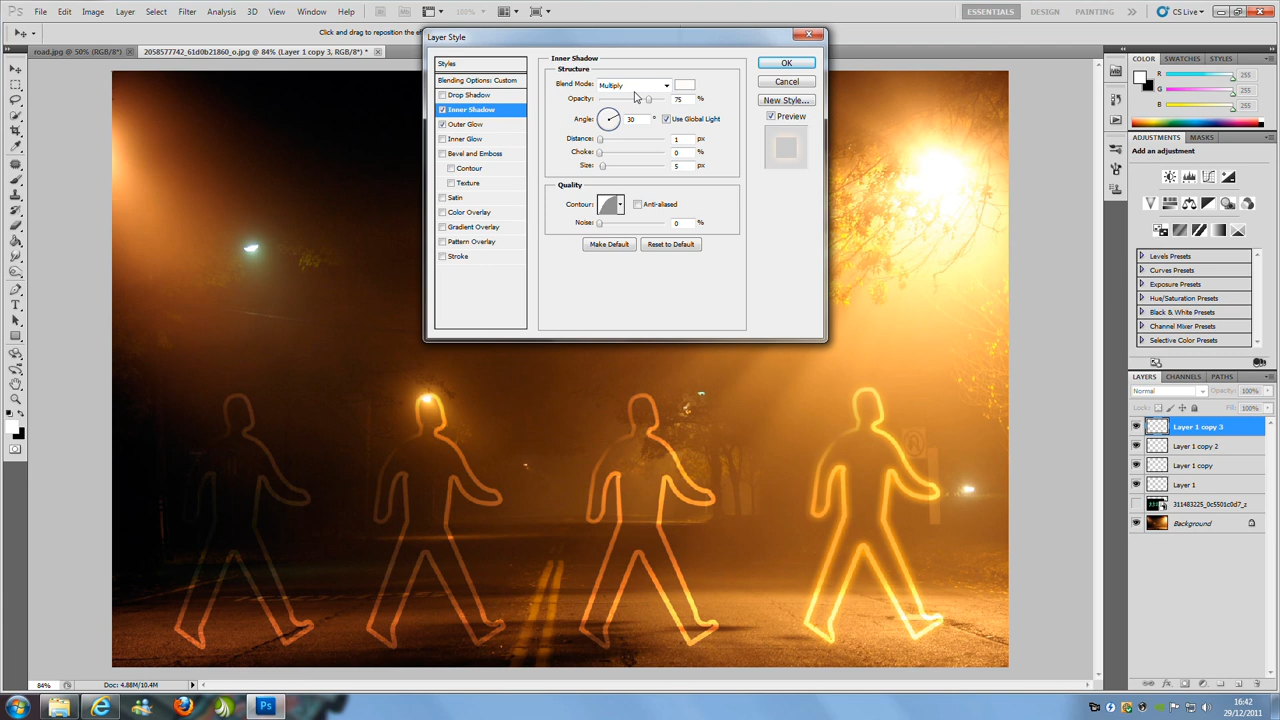 Ps File Edit Image Layer Select Filter Analysis 3D View Window Help
100%
ESSENTIALS DESIGN PAINTING CS Live
Click and drag to reposition the ef
road.jpg @ 50% (RGB/8*) 2058577742_61d0b21860_o.jpg @ 84% (Layer 1 copy 3, RGB/8*) *
Layer Style
Styles
Blending Options: Custom
Drop Shadow
Inner Shadow
Outer Glow
Inner Glow
Bevel and Emboss
Contour
Texture
Satin
Color Overlay
Gradient Overlay
Pattern Overlay
Stroke
Inner Shadow
Structure
Blend Mode: Multiply
Opacity: 75 %
Angle: 30 ° Use Global Light
Distance: 1 px
Choke: 0 %
Size: 5 px
Quality
Contour: Anti-aliased
Noise: 0 %
Make Default Reset to Default
OK
Cancel
New Style...
Preview
COLOR SWATCHES STYLES
R 255
G 255
B 255
ADJUSTMENTS MASKS
Add an adjustment
Levels Presets
Curves Presets
Exposure Presets
Hue/Saturation Presets
Black & White Presets
Channel Mixer Presets
Selective Color Presets
LAYERS CHANNELS PATHS
Normal Opacity: 100%
Lock: Fill: 100%
Layer 1 copy 3
Layer 1 copy 2
Layer 1 copy
Layer 1
311483225_0c5501c0d7_z
Background
84% Doc: 4.88M/10.4M
Ps
16:42
29/12/2011